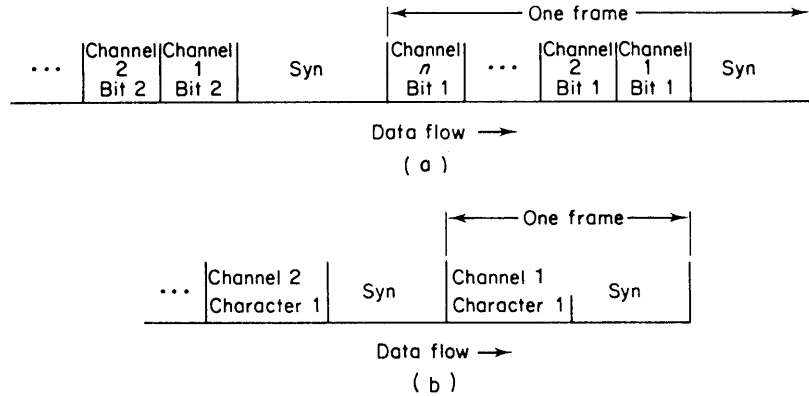 One frame
··· Channel 2 Bit 2 Channel 1 Bit 2 Syn Channel n Bit 1 ··· Channel 2 Bit 1 Channel 1 Bit 1 Syn
Data flow
(a)
One frame
··· Channel 2 Character 1 Syn Channel 1 Character 1 Syn
Data flow
(b)